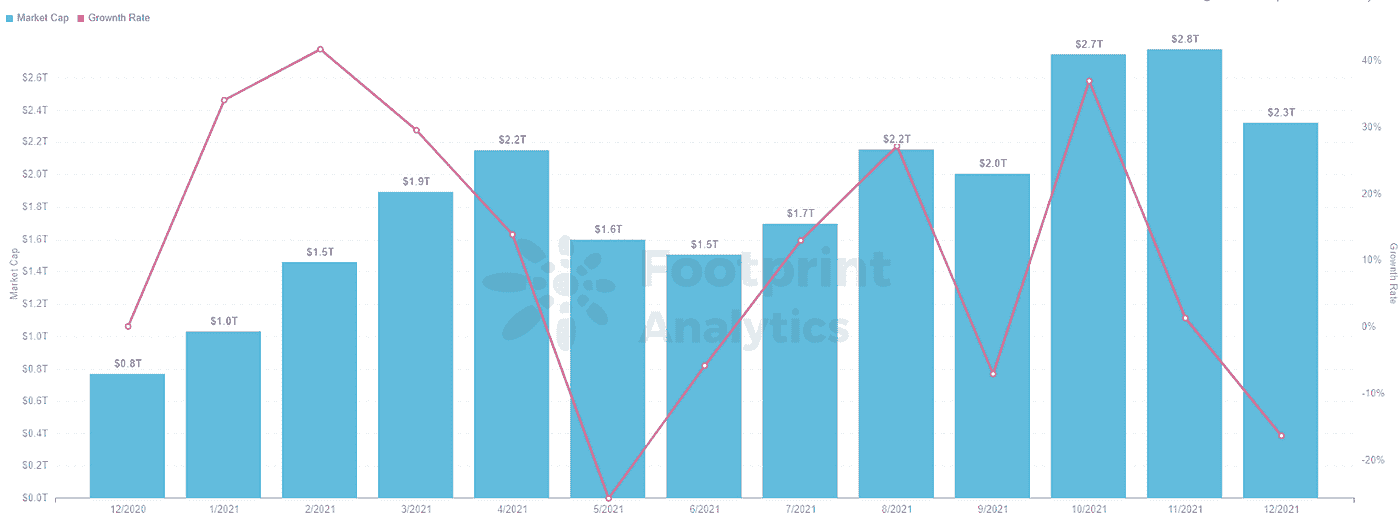 Market Cap Grownth Rate
$2.6T
$2.4T
$2.2T
$2.0T
$1.8T
$1.6T
$1.4T
$1.2T
$1.0T
$0.8T
$0.6T
$0.4T
$0.2T
$0.0T
Market Cap
$0.8T
$1.0T
$1.5T
$1.9T
$2.2T
$1.6T
$1.5T
$1.7T
$2.2T
$2.0T
$2.7T
$2.8T
$2.3T
Footprint
Analytics
40%
30%
20%
10%
0%
-10%
-20%
Grownth Rate
12/2020 1/2021 2/2021 3/2021 4/2021 5/2021 6/2021 7/2021 8/2021 9/2021 10/2021 11/2021 12/2021